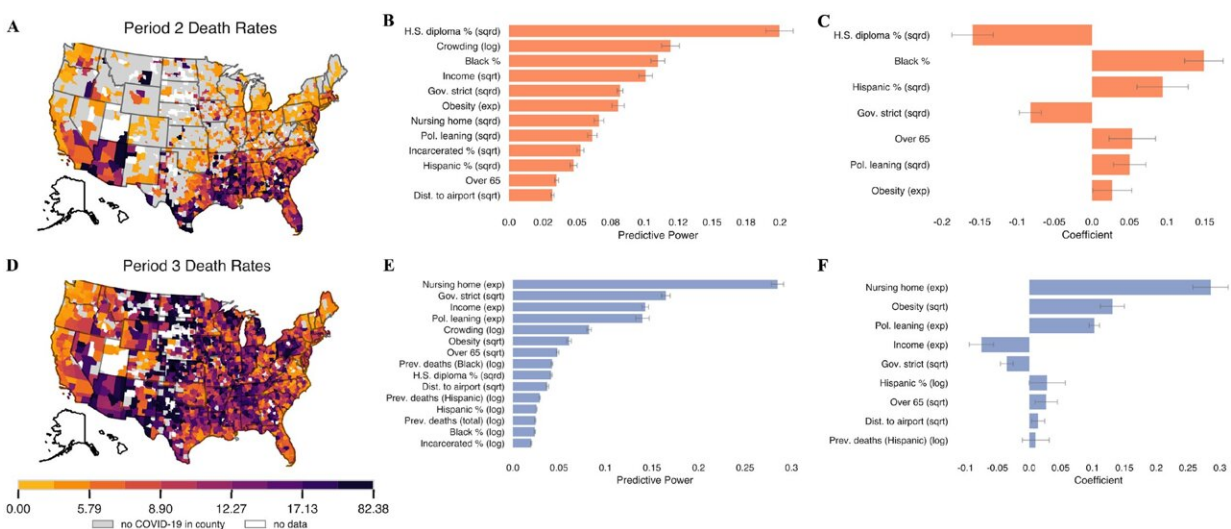 A
Period 2 Death Rates
B
H.S. diploma % (sqrd)
Crowding (log)
Black %
Income (sqrt)
Gov. strict (sqrd)
Obesity (exp)
Nursing home (sqrd)
Pol. leaning (sqrd)
Incarcerated % (sqrt)
Hispanic % (sqrd)
Over 65
Dist. to airport (sqrt)
0.0 0.03 0.05 0.07 0.1 0.12 0.15 0.18 0.2
Predictive Power
C
H.S. diploma % (sqrd)
Black %
Hispanic % (sqrd)
Gov. strict (sqrd)
Over 65
Pol. leaning (sqrd)
Obesity (exp)
-0.2 -0.1 -0.1 -0.05 0.0 0.05 0.1 0.15
Coefficient
D
Period 3 Death Rates
0.00 5.79 8.90 12.27 17.13 82.38
no COVID-19 in county no data
E
Nursing home (exp)
Gov. strict (sqrt)
Income (exp)
Pol. leaning (exp)
Crowding (log)
Obesity (sqrt)
Over 65 (sqrt)
Prev. deaths (Black) (log)
H.S. diploma % (sqrd)
Dist. to airport (sqrt)
Prev. deaths (Hispanic) (log)
Hispanic % (log)
Prev. deaths (total) (log)
Black % (log)
Incarcerated % (log)
0.0 0.05 0.1 0.15 0.2 0.25 0.3
Predictive Power
F
Nursing home (exp)
Obesity (sqrt)
Pol. leaning (exp)
Income (exp)
Gov. strict (sqrt)
Hispanic % (log)
Over 65 (sqrt)
Dist. to airport (sqrt)
Prev. deaths (Hispanic) (log)
-0.1 -0.05 0.0 0.05 0.1 0.15 0.2 0.25 0.3
Coefficient